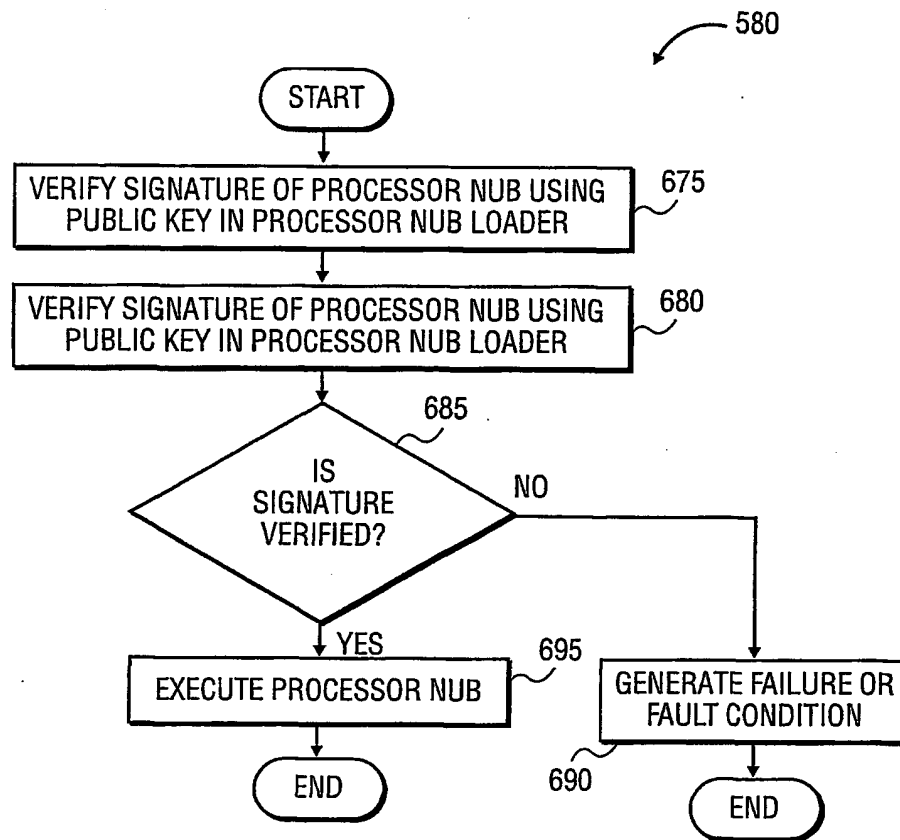 580
START
VERIFY SIGNATURE OF PROCESSOR NUB USING
PUBLIC KEY IN PROCESSOR NUB LOADER
675
VERIFY SIGNATURE OF PROCESSOR NUB USING
PUBLIC KEY IN PROCESSOR NUB LOADER
680
685
IS
SIGNATURE
VERIFIED?
NO
YES
EXECUTE PROCESSOR NUB
695
GENERATE FAILURE OR
FAULT CONDITION
690
END
END